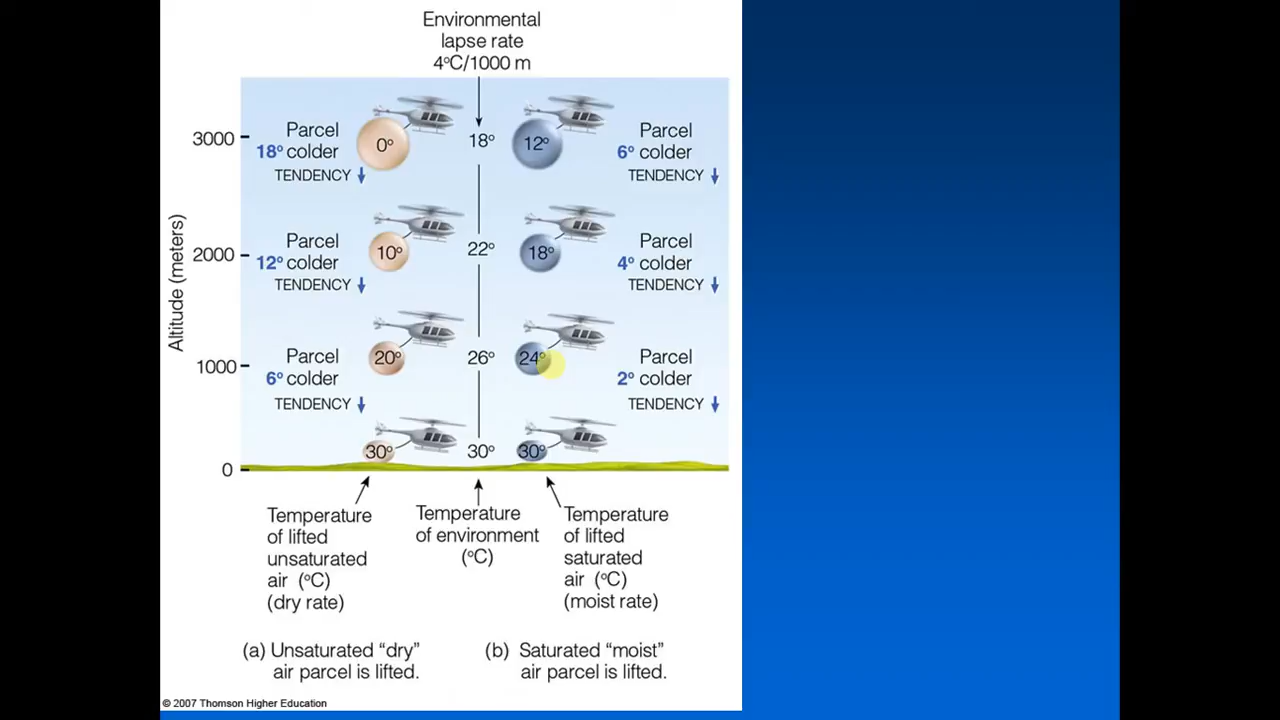 Environmental
lapse rate
4°C/1000 m
Altitude (meters)
3000
Parcel
18° colder
TENDENCY
0°
18°
12°
Parcel
6° colder
TENDENCY
2000
Parcel
12° colder
TENDENCY
10°
22°
18°
Parcel
4° colder
TENDENCY
1000
Parcel
6° colder
TENDENCY
20°
26°
24°
Parcel
2° colder
TENDENCY
0
30°
30°
30°
Temperature
of lifted
unsaturated
air (°C)
(dry rate)
Temperature
of environment
(°C)
Temperature
of lifted
saturated
air (°C)
(moist rate)
(a) Unsaturated “dry”
air parcel is lifted.
(b) Saturated “moist”
air parcel is lifted.
© 2007 Thomson Higher Education